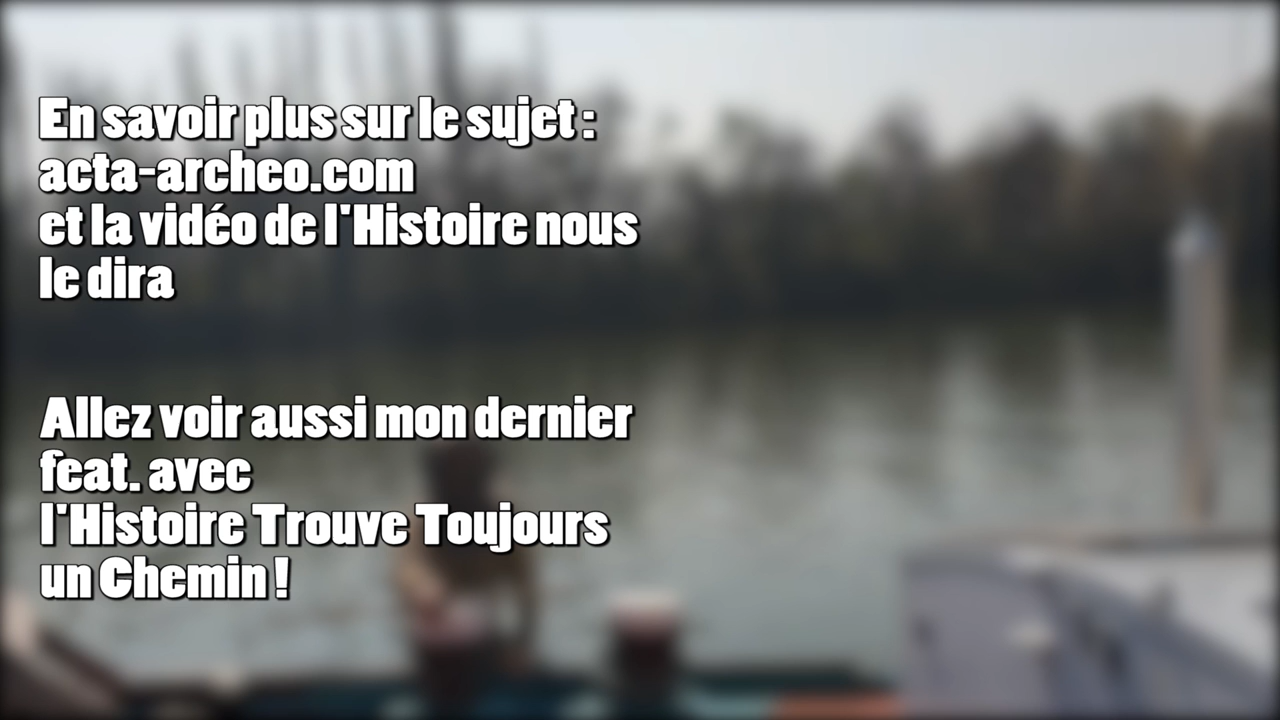 En savoir plus sur le sujet :
acta-archeo.com
et la vidéo de l'Histoire nous
le dira
Allez voir aussi mon dernier
feat. avec
l'Histoire Trouve Toujours
un Chemin !